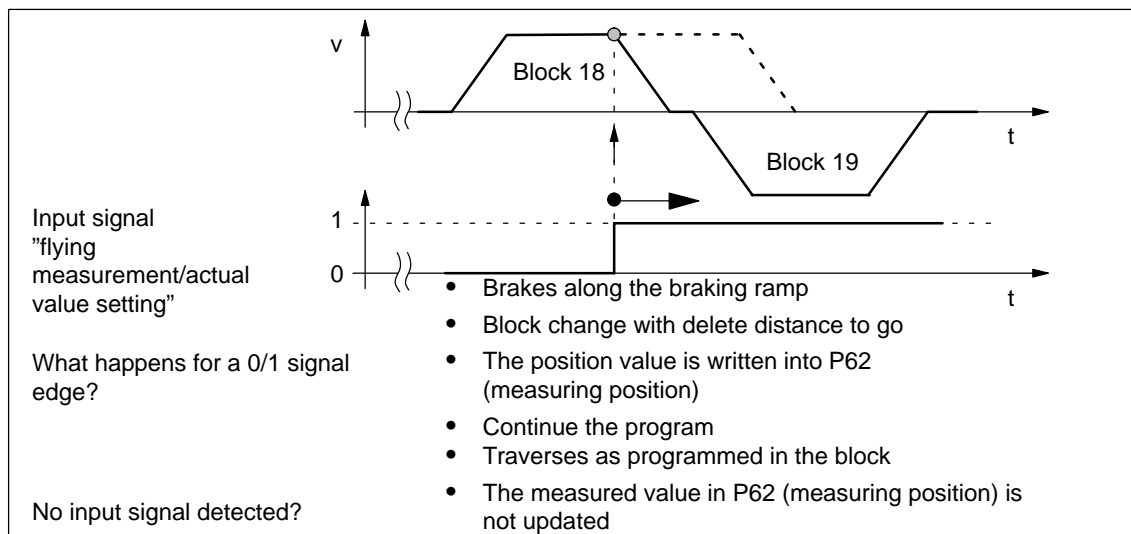 v
Block 18
t
Block 19
Input signal
”flying
measurement/actual
value setting”
1
0
t
• Brakes along the braking ramp
• Block change with delete distance to go
What happens for a 0/1 signal
edge?
• The position value is written into P62
(measuring position)
• Continue the program
• Traverses as programmed in the block
No input signal detected?
• The measured value in P62 (measuring position) is
not updated